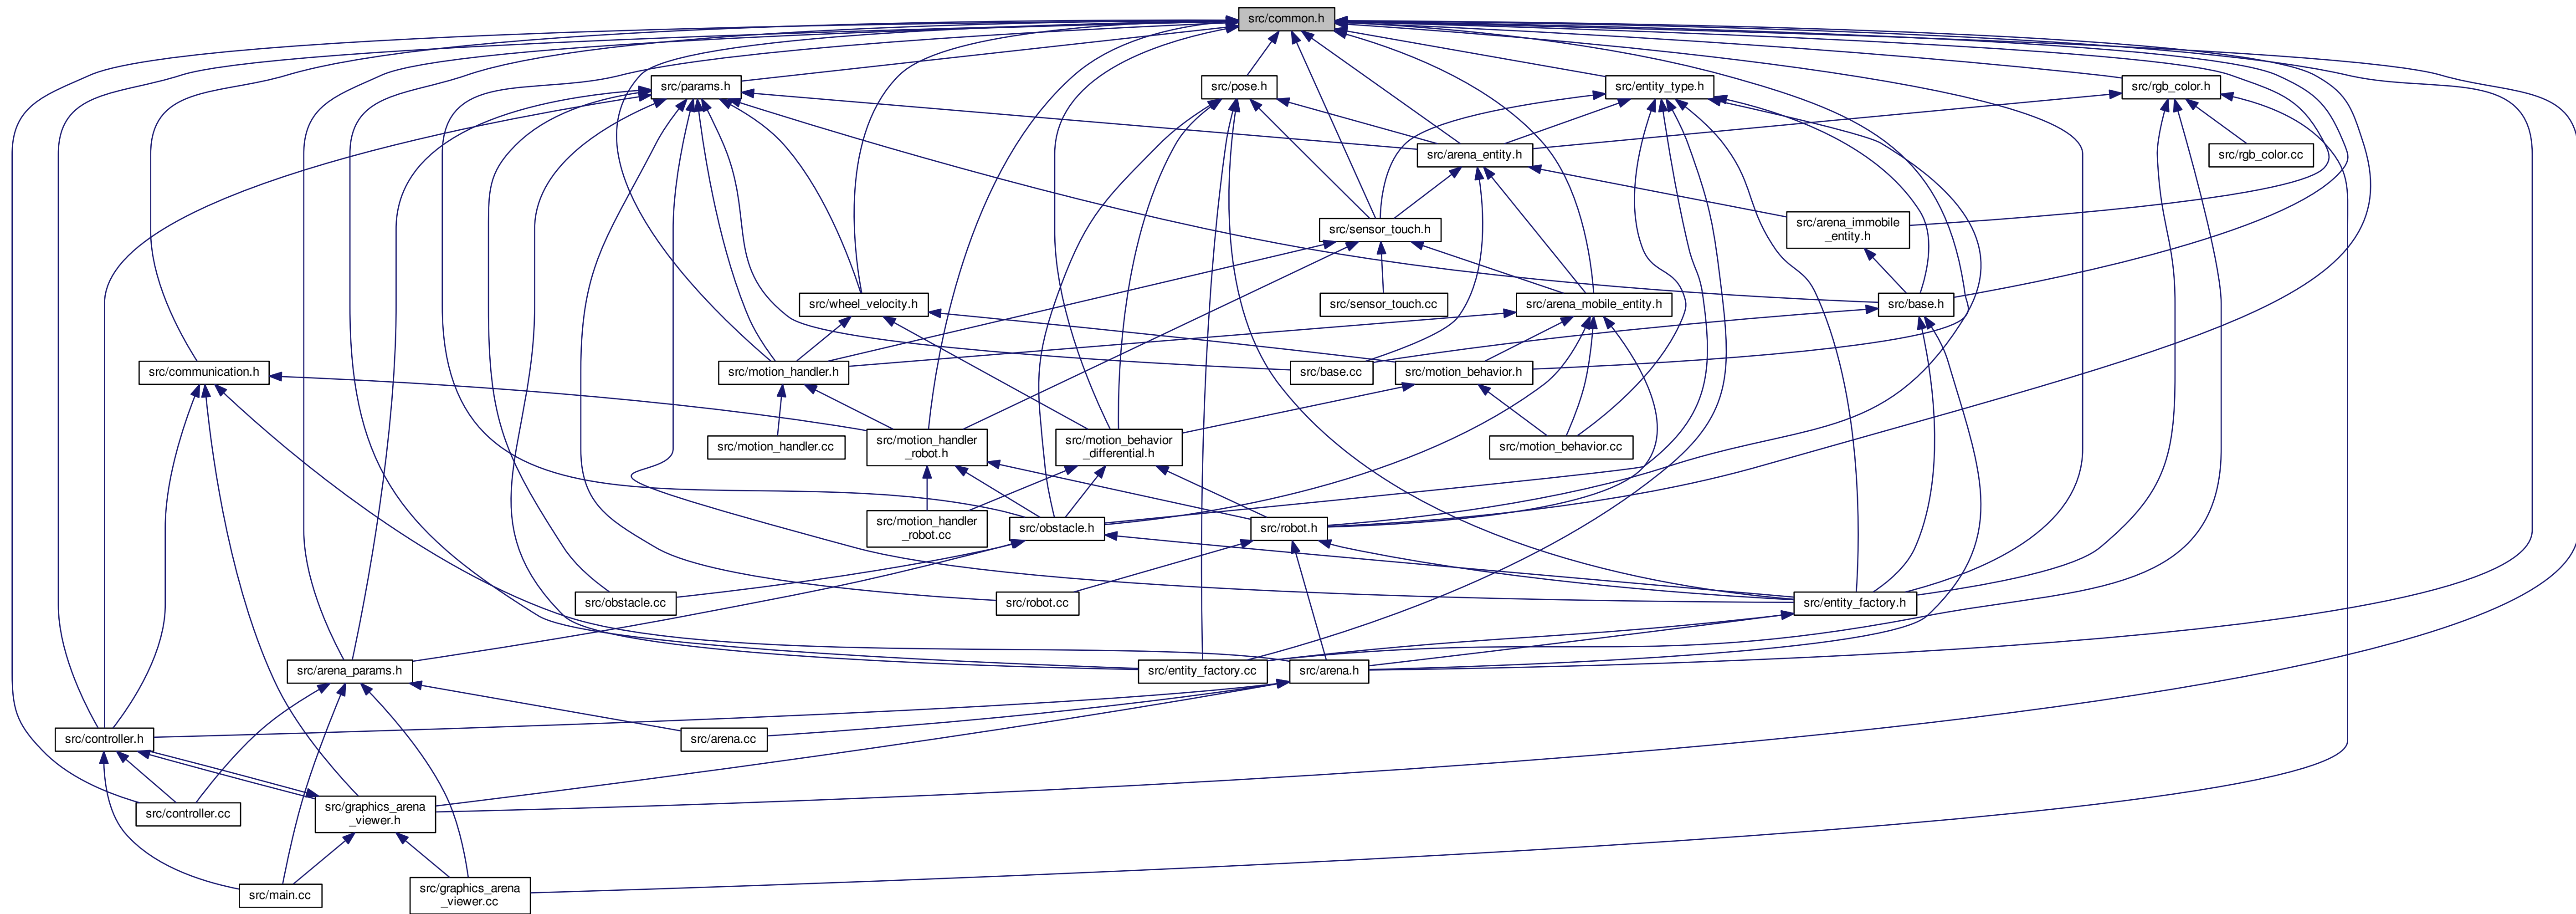 src/common.h
src/params.h
src/pose.h
src/entity_type.h
src/rgb_color.h
src/arena_entity.h
src/rgb_color.cc
src/sensor_touch.h
src/arena_immobile
_entity.h
src/wheel_velocity.h
src/sensor_touch.cc
src/arena_mobile_entity.h
src/base.h
src/communication.h
src/motion_handler.h
src/base.cc
src/motion_behavior.h
src/motion_handler.cc
src/motion_handler
_robot.h
src/motion_behavior
_differential.h
src/motion_behavior.cc
src/motion_handler
_robot.cc
src/obstacle.h
src/robot.h
src/obstacle.cc
src/robot.cc
src/entity_factory.h
src/arena_params.h
src/entity_factory.cc
src/arena.h
src/controller.h
src/arena.cc
src/controller.cc
src/graphics_arena
_viewer.h
src/main.cc
src/graphics_arena
_viewer.cc